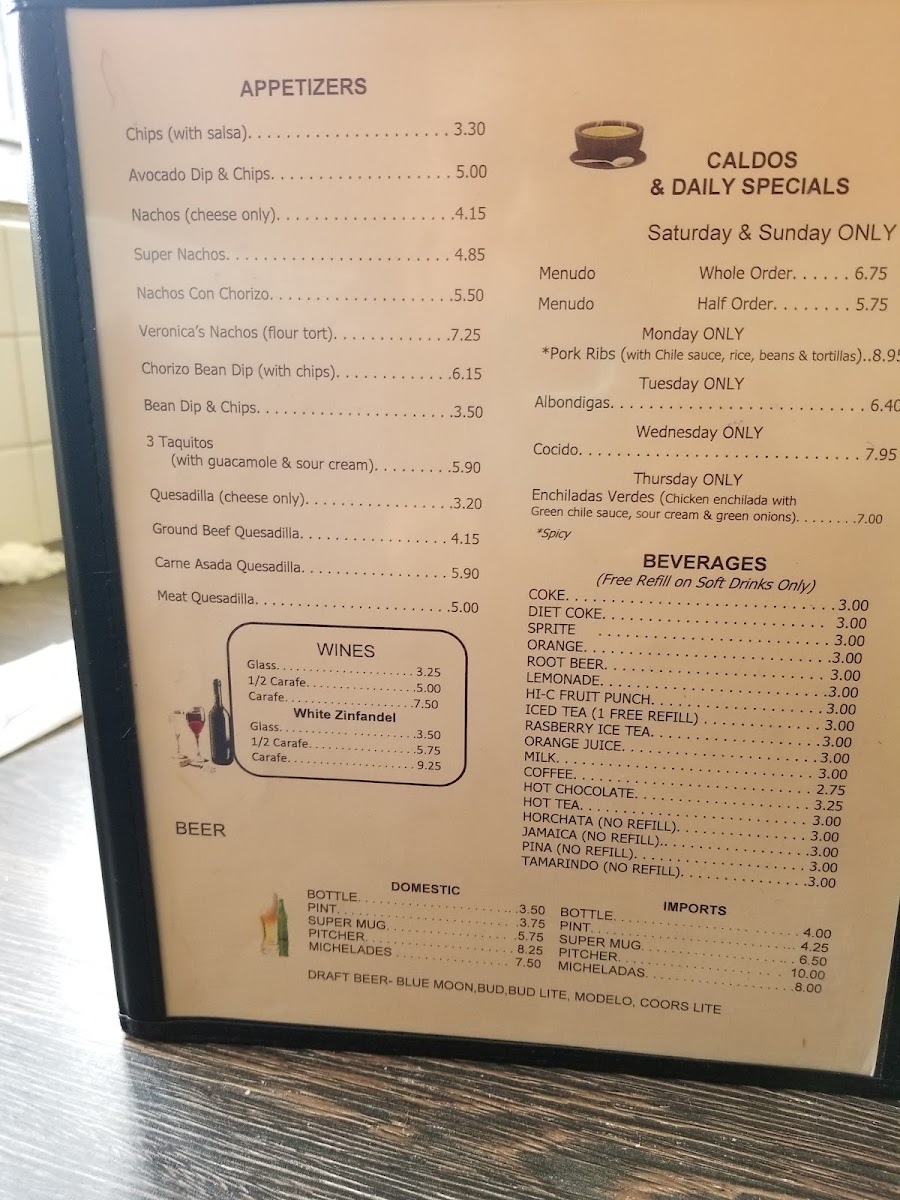 APPETIZERS
Chips (with salsa). . . . . . . . . . . . . . . . . . . . . 3.30
Avocado Dip & Chips. . . . . . . . . . . . . . . . . . . 5.00
Nachos (cheese only). . . . . . . . . . . . . . . . . . .4.15
Super Nachos. . . . . . . . . . . . . . . . . . . . . . . . 4.85
Nachos Con Chorizo. . . . . . . . . . . . . . . . . . . .5.50
Veronica's Nachos (flour tort). . . . . . . . . . . . .7.25
Chorizo Bean Dip (with chips). . . . . . . . . . . . .6.15
Bean Dip & Chips. . . . . . . . . . . . . . . . . . . . . .3.50
3 Taquitos
(with guacamole & sour cream). . . . . . . . .5.90
Quesadilla (cheese only). . . . . . . . . . . . . . . . .3.20
Ground Beef Quesadilla. . . . . . . . . . . . . . . . . 4.15
Carne Asada Quesadilla. . . . . . . . . . . . . . . . . 5.90
Meat Quesadilla. . . . . . . . . . . . . . . . . . . . . . .5.00
WINES
Glass. . . . . . . . . . . . . . . . . . . 3.25
1/2 Carafe. . . . . . . . . . . . . . .5.00
Carafe. . . . . . . . . . . . . . . . . .7.50
White Zinfandel
Glass. . . . . . . . . . . . . . . . . . .3.50
1/2 Carafe. . . . . . . . . . . . . . .5.75
Carafe. . . . . . . . . . . . . . . . . . 9.25
CALDOS
& DAILY SPECIALS
Saturday & Sunday ONLY
Menudo Whole Order. . . . . . 6.75
Menudo Half Order. . . . . . . . 5.75
Monday ONLY
*Pork Ribs (with Chile sauce, rice, beans & tortillas)..8.95
Tuesday ONLY
Albondigas. . . . . . . . . . . . . . . . . . . . . . . . . . 6.40
Wednesday ONLY
Cocido. . . . . . . . . . . . . . . . . . . . . . . . . . . . 7.95
Thursday ONLY
Enchiladas Verdes (Chicken enchilada with
Green chile sauce, sour cream & green onions). . . . . . . .7.00
*Spicy
BEVERAGES
(Free Refill on Soft Drinks Only)
COKE. . . . . . . . . . . . . . . . . . . . . . . . . . . . . 3.00
DIET COKE. . . . . . . . . . . . . . . . . . . . . . . . 3.00
SPRITE . . . . . . . . . . . . . . . . . . . . . . . . . 3.00
ORANGE. . . . . . . . . . . . . . . . . . . . . . . . . . .3.00
ROOT BEER. . . . . . . . . . . . . . . . . . . . . . . . 3.00
LEMONADE. . . . . . . . . . . . . . . . . . . . . . . . .3.00
HI-C FRUIT PUNCH. . . . . . . . . . . . . . . . . . . 3.00
ICED TEA (1 FREE REFILL) . . . . . . . . . . . . . 3.00
RASBERRY ICE TEA. . . . . . . . . . . . . . . . . . .3.00
ORANGE JUICE. . . . . . . . . . . . . . . . . . . . . . 3.00
MILK. . . . . . . . . . . . . . . . . . . . . . . . . . . . . 3.00
COFFEE. . . . . . . . . . . . . . . . . . . . . . . . . . . 2.75
HOT CHOCOLATE. . . . . . . . . . . . . . . . . . . . 3.25
HOT TEA. . . . . . . . . . . . . . . . . . . . . . . . . . 3.00
HORCHATA (NO REFILL). . . . . . . . . . . . . . . 3.00
JAMAICA (NO REFILL).. . . . . . . . . . . . . . . . .3.00
PINA (NO REFILL). . . . . . . . . . . . . . . . . . . . 3.00
TAMARINDO (NO REFILL). . . . . . . . . . . . . . .3.00
BEER
DOMESTIC
BOTTLE. . . . . . . . . . . . . . . . . .3.50
PINT. . . . . . . . . . . . . . . . . . . .3.75
SUPER MUG. . . . . . . . . . . . . .5.75
PITCHER. . . . . . . . . . . . . . . . 8.25
MICHELADES . . . . . . . . . . . . 7.50
IMPORTS
BOTTLE. . . . . . . . . . . . . . . . . . . 4.00
PINT. . . . . . . . . . . . . . . . . . . . . 4.25
SUPER MUG. . . . . . . . . . . . . . . 6.50
PITCHER. . . . . . . . . . . . . . . . . 10.00
MICHELADAS. . . . . . . . . . . . . . .8.00
DRAFT BEER- BLUE MOON,BUD,BUD LITE, MODELO, COORS LITE